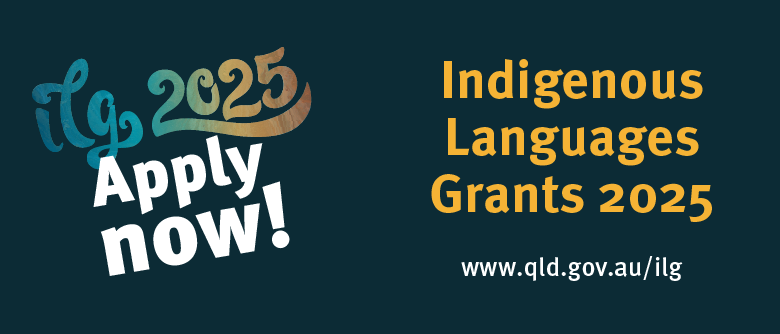 ilg 2025
Apply
now!
Indigenous
Languages
Grants 2025
www.qld.gov.au/ilg